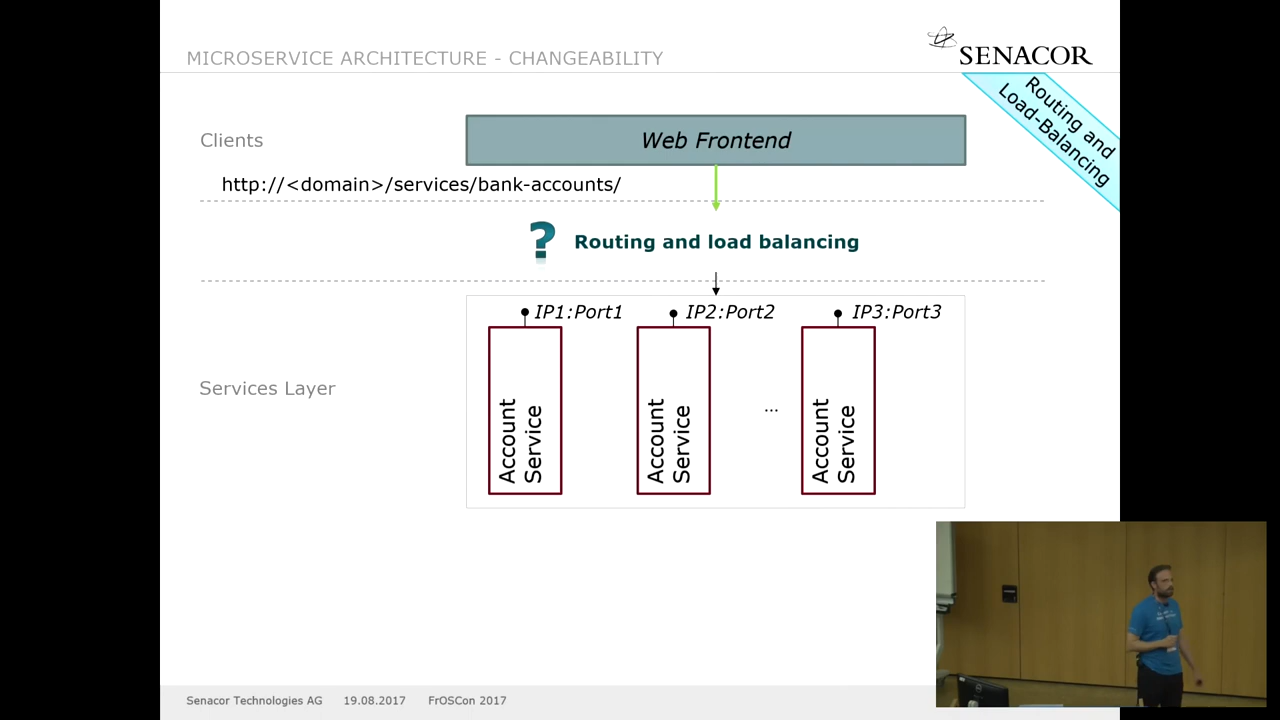 MICROSERVICE ARCHITECTURE - CHANGEABILITY
SENACOR
Routing and
Load-Balancing
Clients
Web Frontend
http://<domain>/services/bank-accounts/
? Routing and load balancing
IP1:Port1
IP2:Port2
IP3:Port3
Services Layer
Account
Service
Account
Service
...
Account
Service
Senacor Technologies AG 19.08.2017 FrOSCon 2017